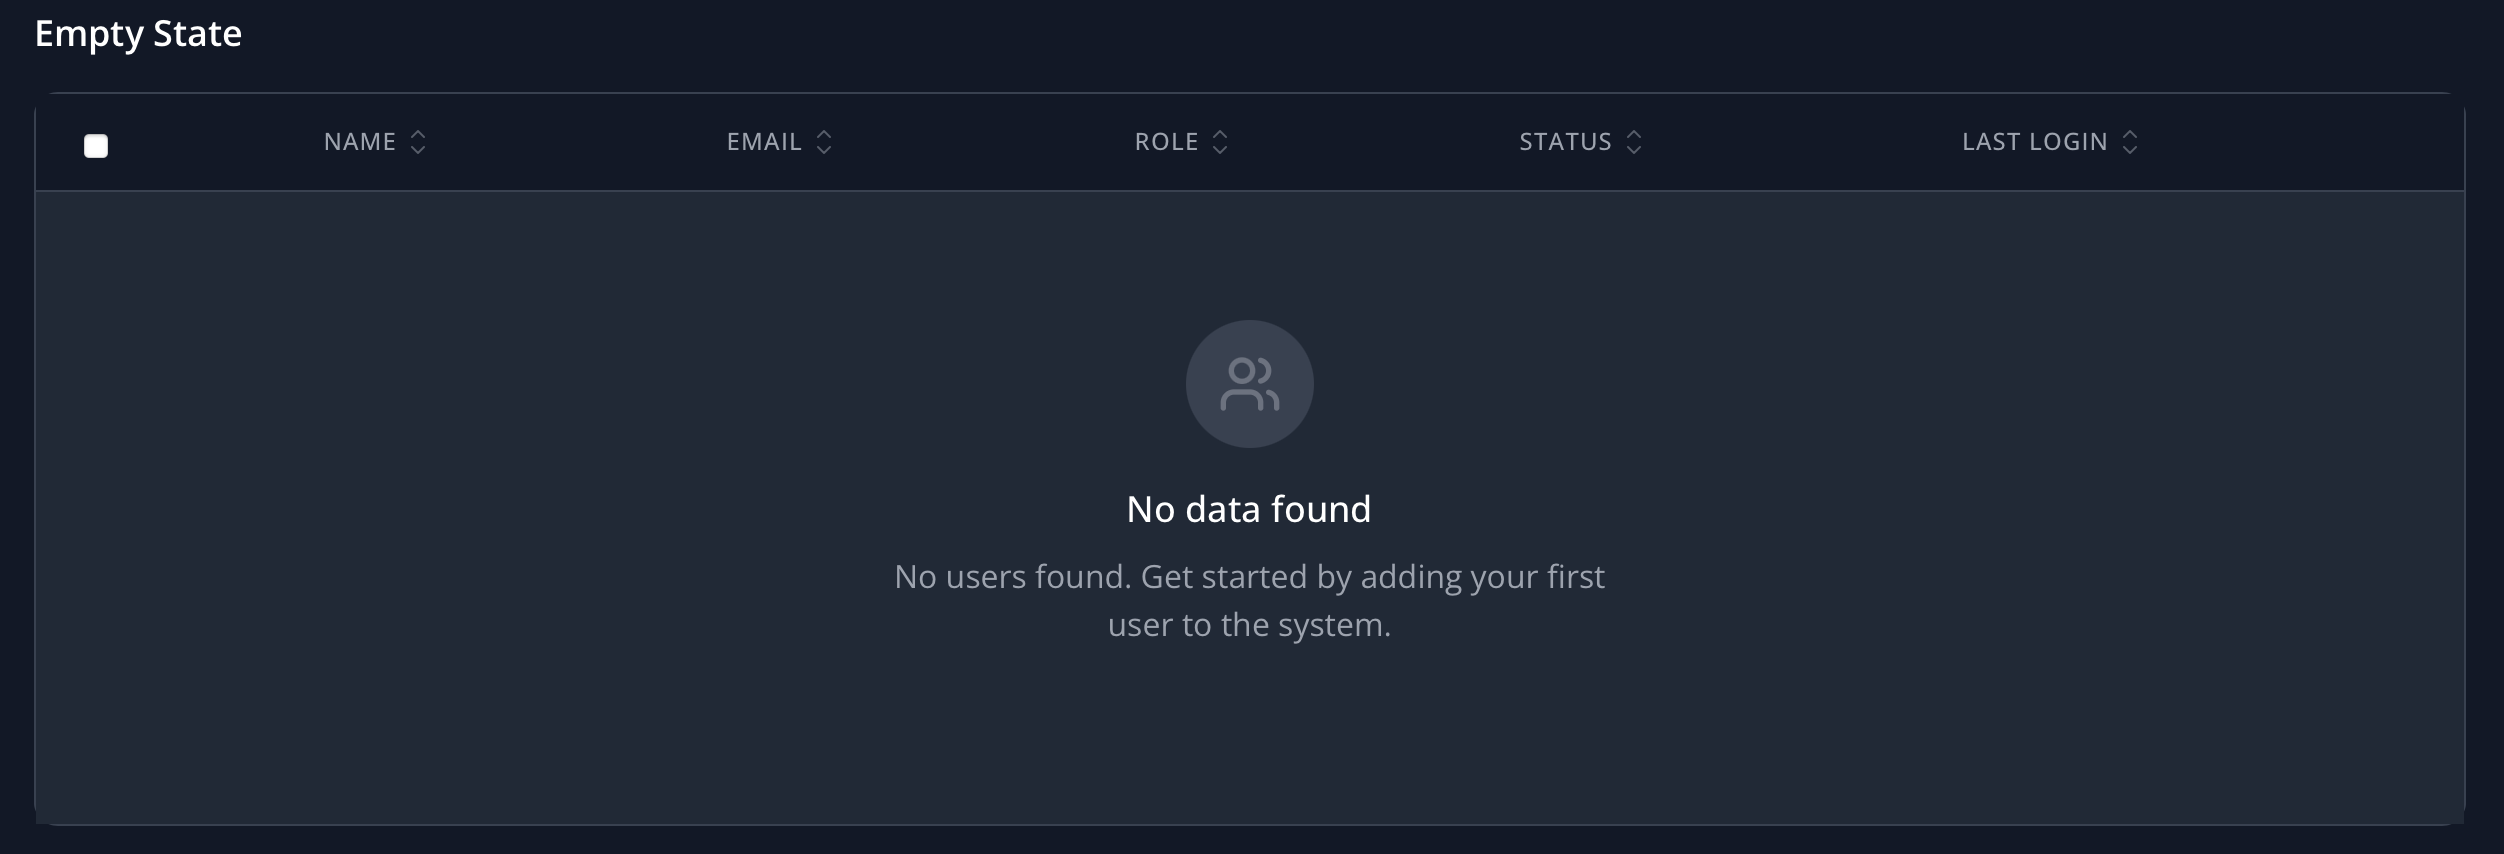 Empty State
NAME EMAIL ROLE STATUS LAST LOGIN
No data found
No users found. Get started by adding your first
user to the system.